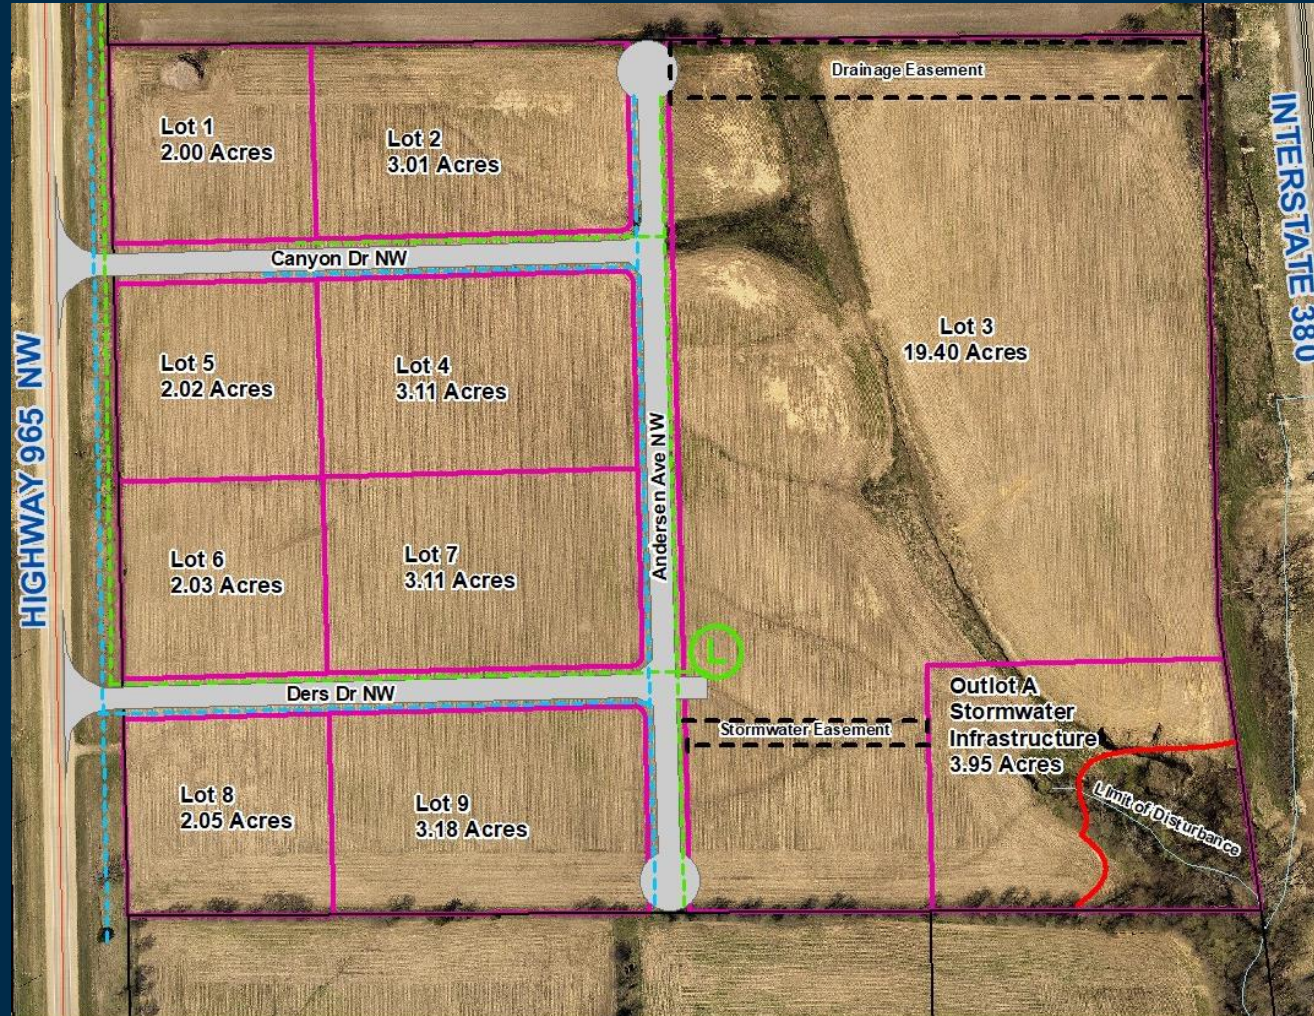 Drainage Easement
Lot 1
2.00 Acres
Lot 2
3.01 Acres
INTERSTATE 380
Canyon Dr NW
Lot 3
19.40 Acres
Lot 5
2.02 Acres
Lot 4
3.11 Acres
HIGHWAY 965 NW
Andersen Ave NW
Lot 6
2.03 Acres
Lot 7
3.11 Acres
L
Ders Dr NW
Outlot A
Stormwater
Infrastructure
3.95 Acres
Stormwater Easement
Lot 8
2.05 Acres
Lot 9
3.18 Acres
Limit of Disturbance